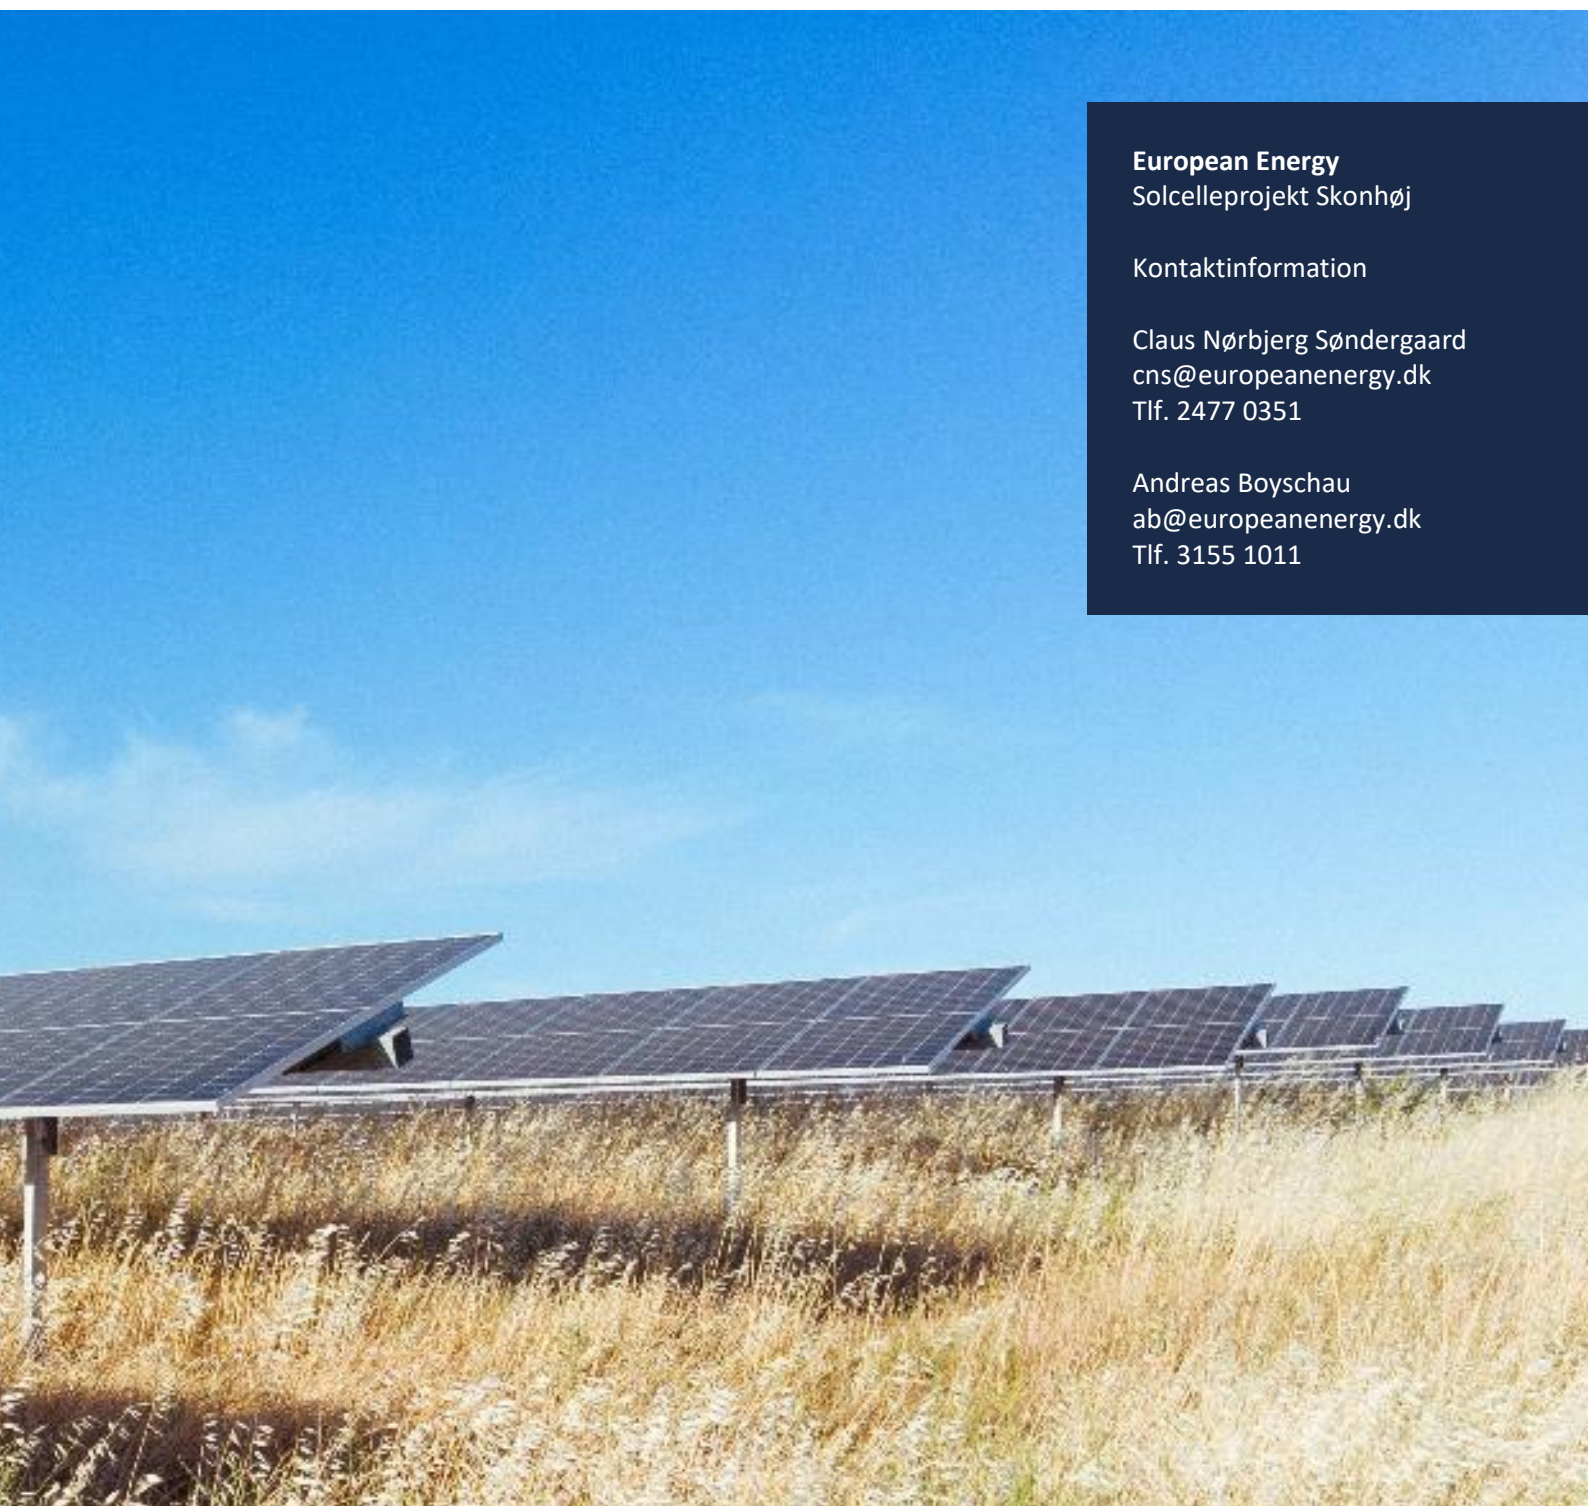 European Energy
Solcelleprojekt Skonhøj
Kontaktinformation
Claus Nørbjerg Søndergaard
cns@europeanenergy.dk
Tlf. 2477 0351
Andreas Boyschau
ab@europeanenergy.dk
Tlf. 3155 1011